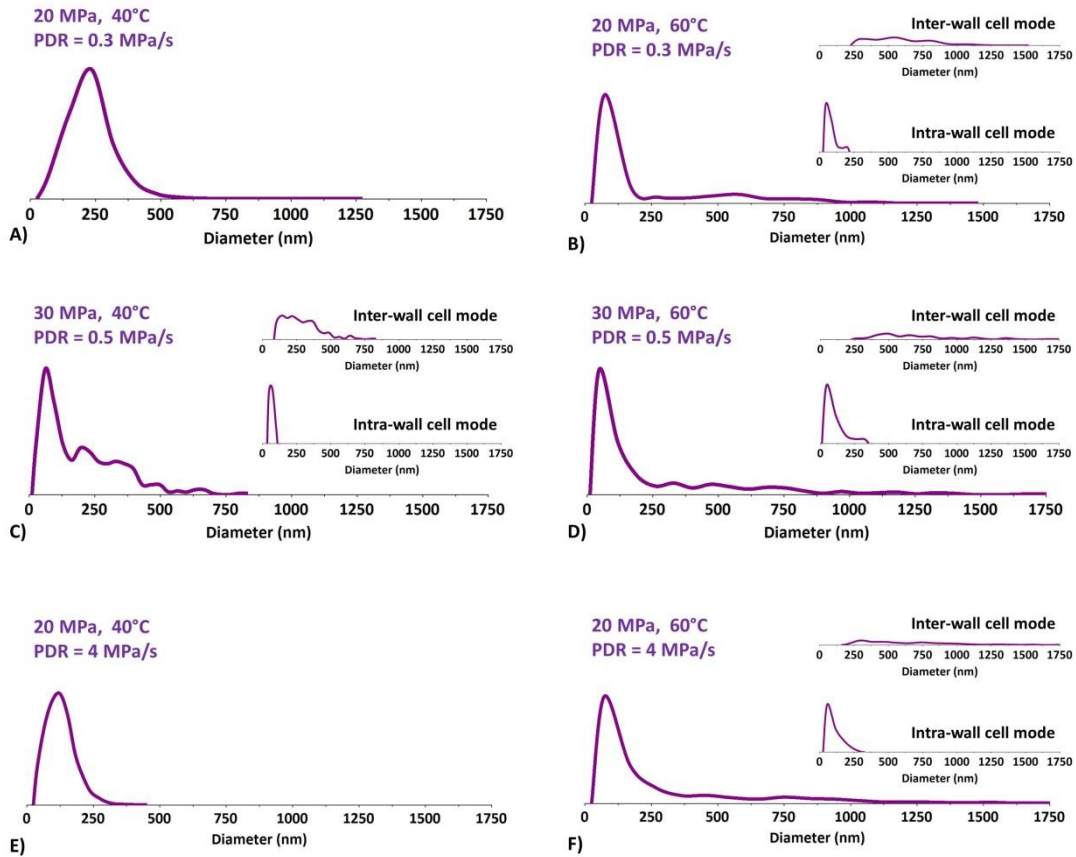 20 MPa, 40°C
PDR = 0.3 MPa/s
0 250 500 750 1000 1250 1500 1750
Diameter (nm)
A)
20 MPa, 60°C
PDR = 0.3 MPa/s
Inter-wall cell mode
0 250 500 750 1000 1250 1500 1750
Diameter (nm)
Intra-wall cell mode
0 250 500 750 1000 1250 1500 1750
0 250 500 750 1000 1250 1500 1750
Diameter (nm)
B)
30 MPa, 40°C
PDR = 0.5 MPa/s
Inter-wall cell mode
0 250 500 750 1000 1250 1500 1750
Diameter (nm)
Intra-wall cell mode
0 250 500 750 1000 1250 1500 1750
0 250 500 750 1000 1250 1500 1750
Diameter (nm)
C)
30 MPa, 60°C
PDR = 0.5 MPa/s
Inter-wall cell mode
0 250 500 750 1000 1250 1500 1750
Diameter (nm)
Intra-wall cell mode
0 250 500 750 1000 1250 1500 1750
0 250 500 750 1000 1250 1500 1750
Diameter (nm)
D)
20 MPa, 40°C
PDR = 4 MPa/s
0 250 500 750 1000 1250 1500 1750
Diameter (nm)
E)
20 MPa, 60°C
PDR = 4 MPa/s
Inter-wall cell mode
0 250 500 750 1000 1250 1500 1750
Diameter (nm)
Intra-wall cell mode
0 250 500 750 1000 1250 1500 1750
0 250 500 750 1000 1250 1500 1750
Diameter (nm)
F)